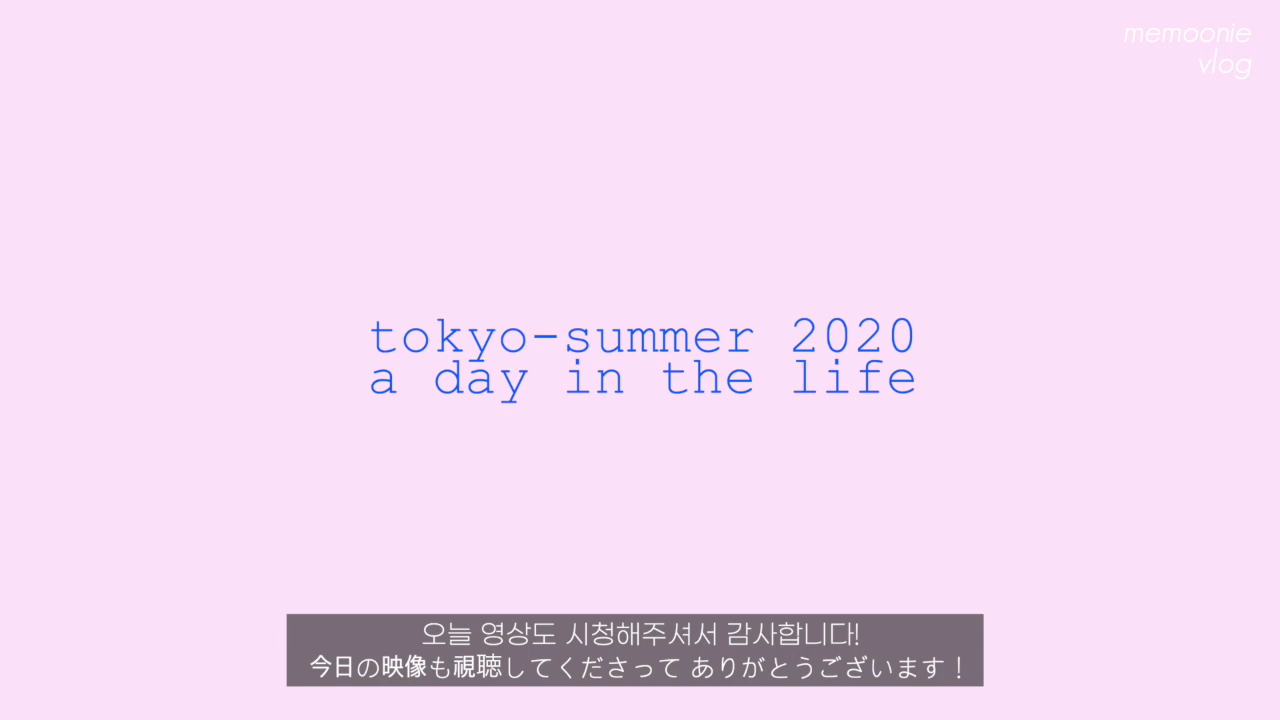 memoonie
vlog
tokyo-summer 2020
a day in the life
오늘 영상도 시청해주셔서 감사합니다!
今日の映像も視聴してくださって ありがとうございます！